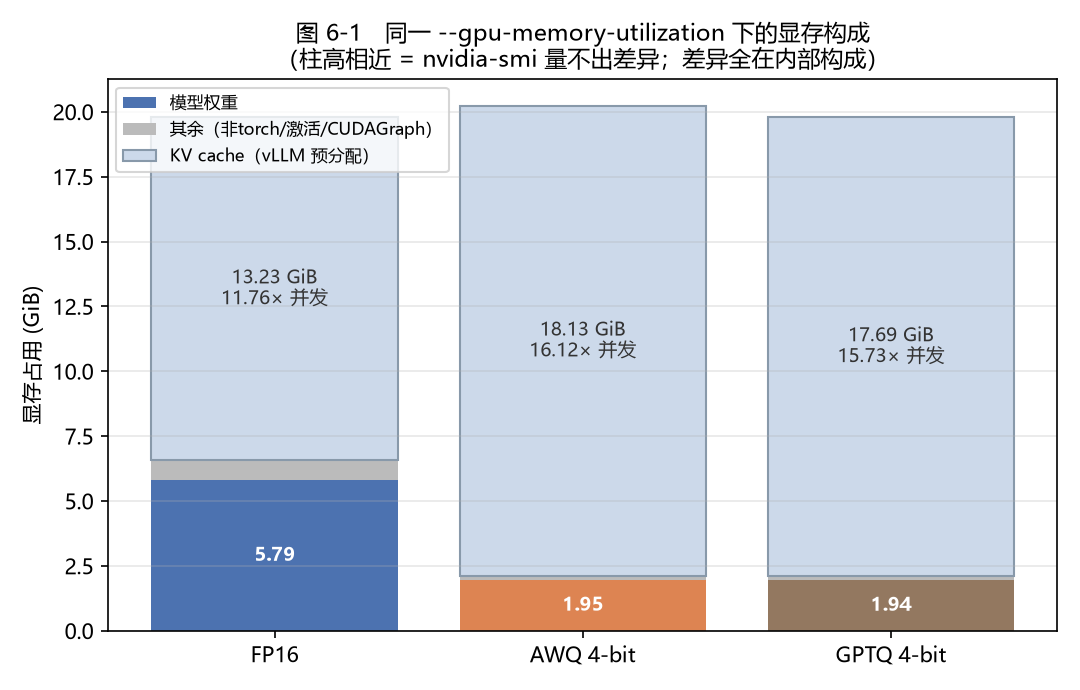 图 6-1　同一 --gpu-memory-utilization 下的显存构成
（柱高相近 = nvidia-smi 量不出差异；差异全在内部构成）
模型权重
其余（非torch/激活/CUDAGraph）
KV cache（vLLM 预分配）
显存占用 (GiB)
20.0
17.5
15.0
12.5
10.0
7.5
5.0
2.5
0.0
13.23 GiB
11.76× 并发
5.79
18.13 GiB
16.12× 并发
1.95
17.69 GiB
15.73× 并发
1.94
FP16
AWQ 4-bit
GPTQ 4-bit